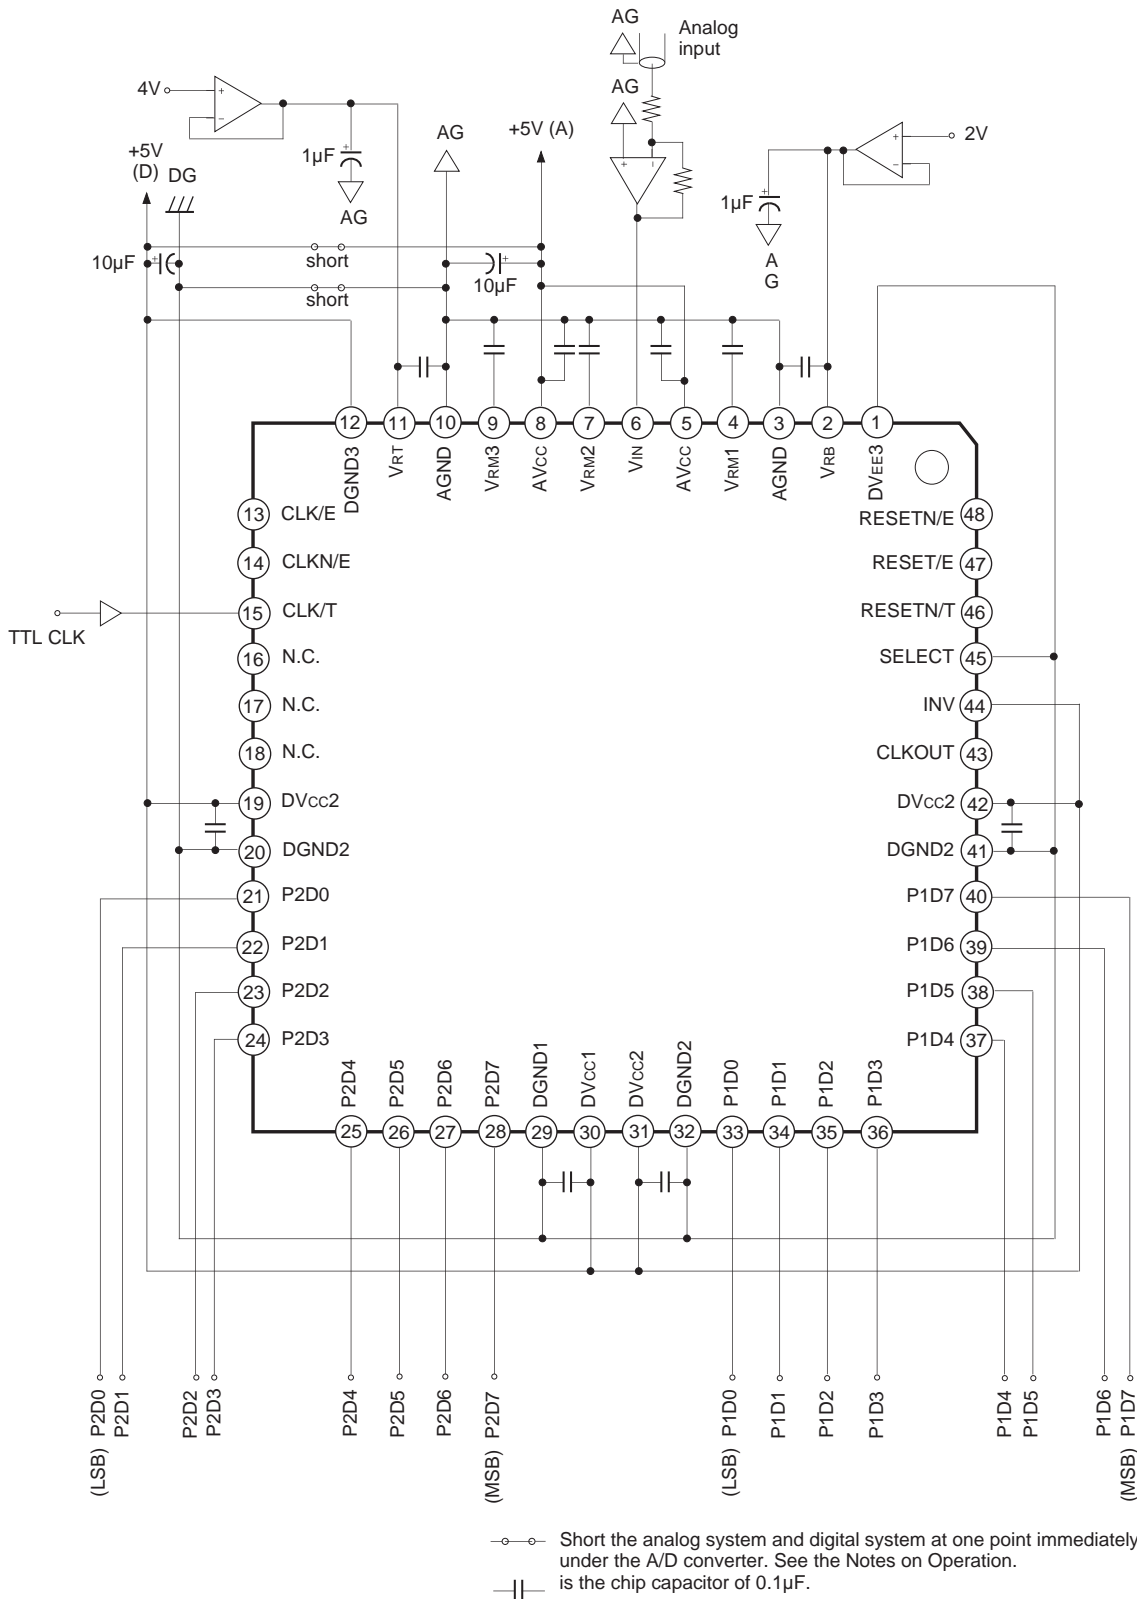 AG
Analog
input
4V
AG
AG
+5V (A)
2V
+5V
(D)
DG
1µF
AG
1µF
10µF
short
10µF
A
G
short
12
11
10
9
8
7
6
5
4
3
2
1
DGND3
VRT
AGND
VRM3
AVCC
VRM2
VIN
AVCC
VRM1
AGND
VRB
DVEE3
13 CLK/E
RESETN/E 48
14 CLKN/E
RESET/E 47
15 CLK/T
RESETN/T 46
TTL CLK
16 N.C.
SELECT 45
17 N.C.
INV 44
18 N.C.
CLKOUT 43
19 DVCC2
DVCC2 42
20 DGND2
DGND2 41
21 P2D0
P1D7 40
22 P2D1
P1D6 39
23 P2D2
P1D5 38
24 P2D3
P1D4 37
P2D4
P2D5
P2D6
P2D7
DGND1
DVCC1
DVCC2
DGND2
P1D0
P1D1
P1D2
P1D3
25
26
27
28
29
30
31
32
33
34
35
36
(LSB) P2D0
P2D1
P2D2
P2D3
P2D4
P2D5
P2D6
(MSB) P2D7
(LSB) P1D0
P1D1
P1D2
P1D3
P1D4
P1D5
P1D6
(MSB) P1D7
Short the analog system and digital system at one point immediately
under the A/D converter. See the Notes on Operation.
is the chip capacitor of 0.1µF.